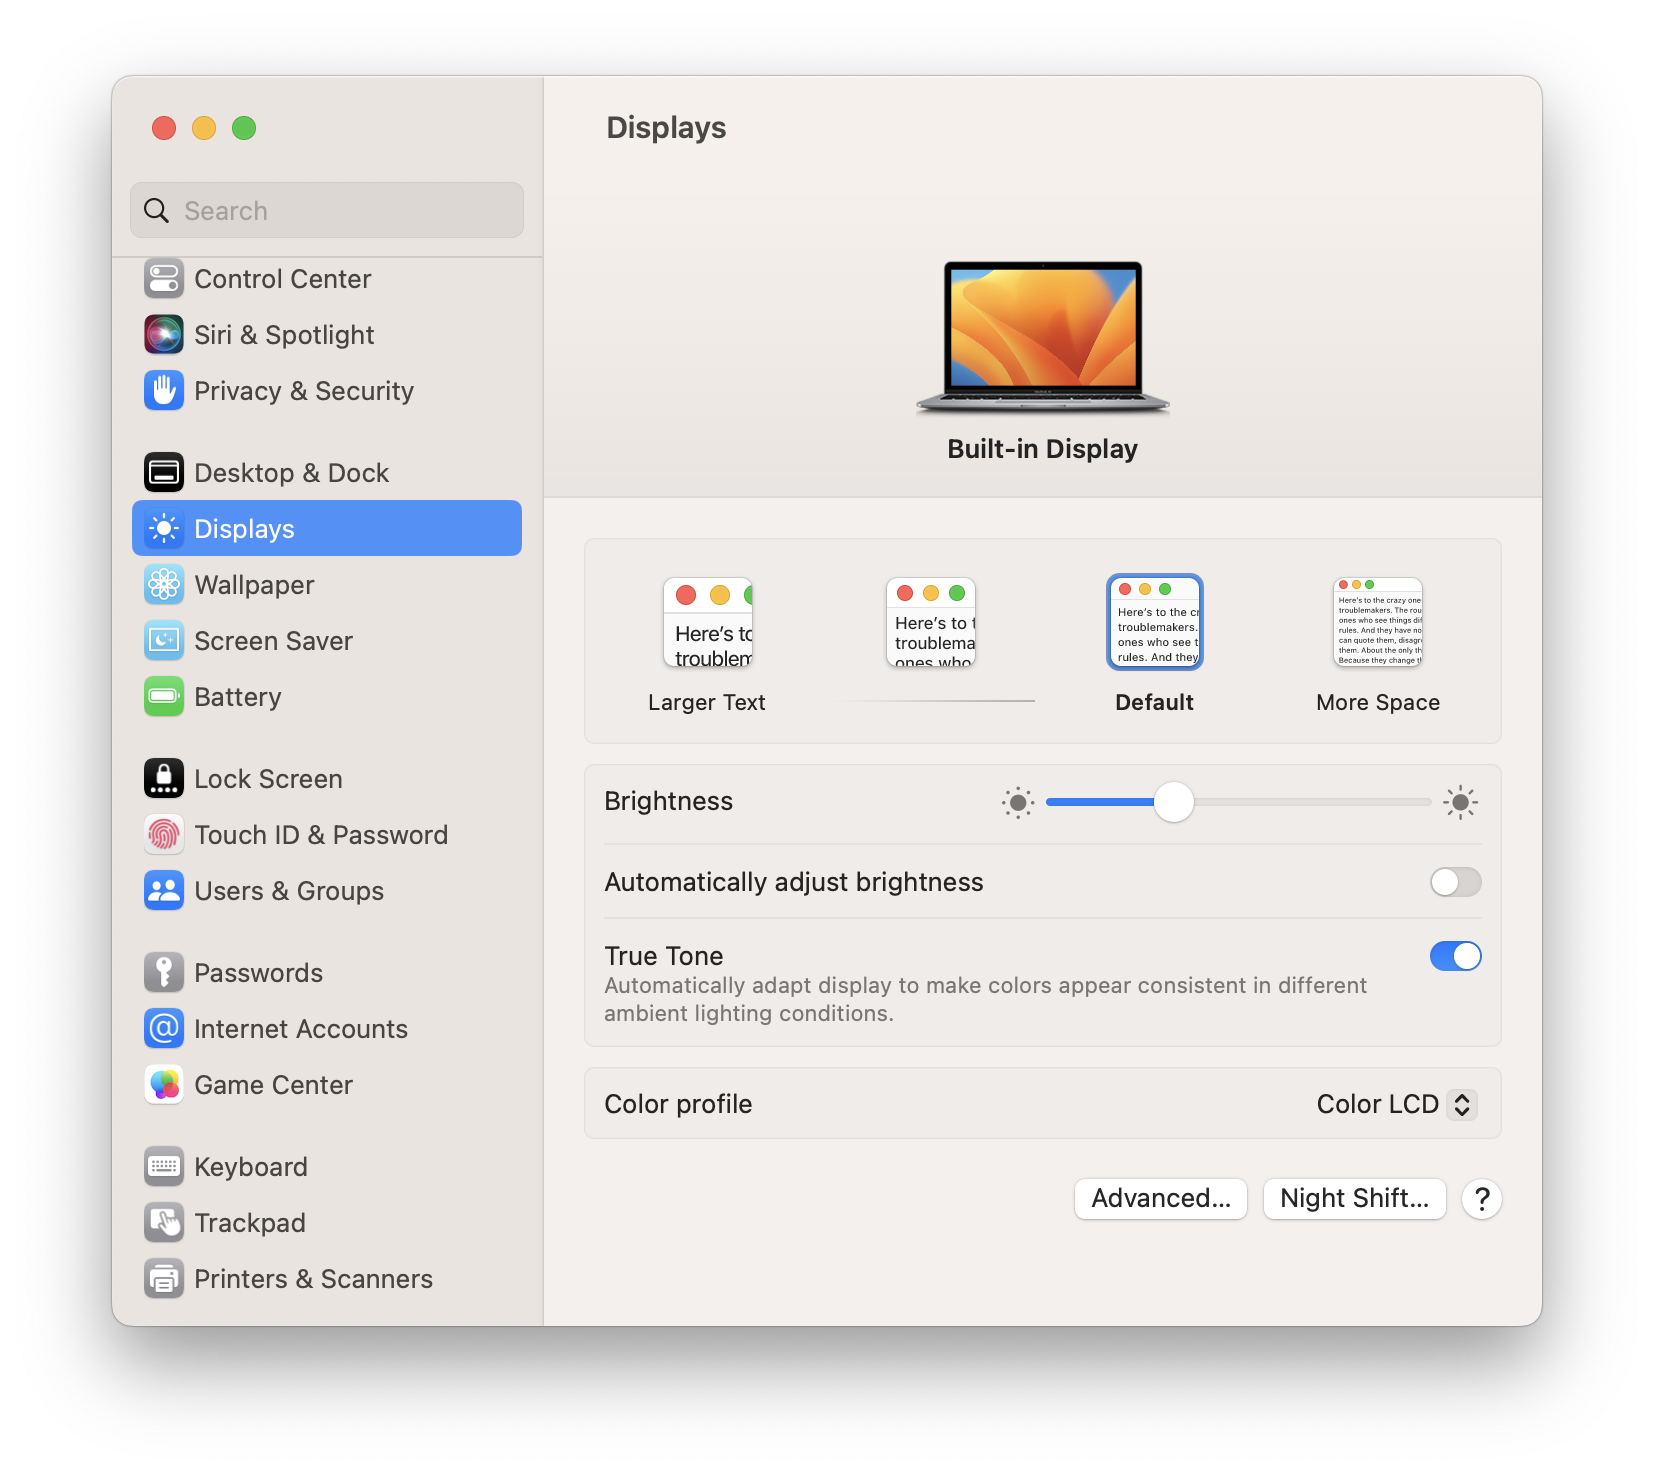 Displays
Search
Control Center
Siri & Spotlight
Privacy & Security
Desktop & Dock
Displays
Wallpaper
Screen Saver
Battery
Lock Screen
Touch ID & Password
Users & Groups
Passwords
Internet Accounts
Game Center
Keyboard
Trackpad
Printers & Scanners
Built-in Display
Here's to
troublem
Larger Text
Here's to t
troublema
ones who
Here's to the cr
troublemakers.
ones who see t
rules. And they
Default
Here's to the crazy one
troublemakers. The rou
ones who see things dif
rules. And they have no
can quote them, disagre
them. About the only th
Because they change t
More Space
Brightness
Automatically adjust brightness
True Tone
Automatically adapt display to make colors appear consistent in different
ambient lighting conditions.
Color profile
Color LCD
Advanced...
Night Shift...
?